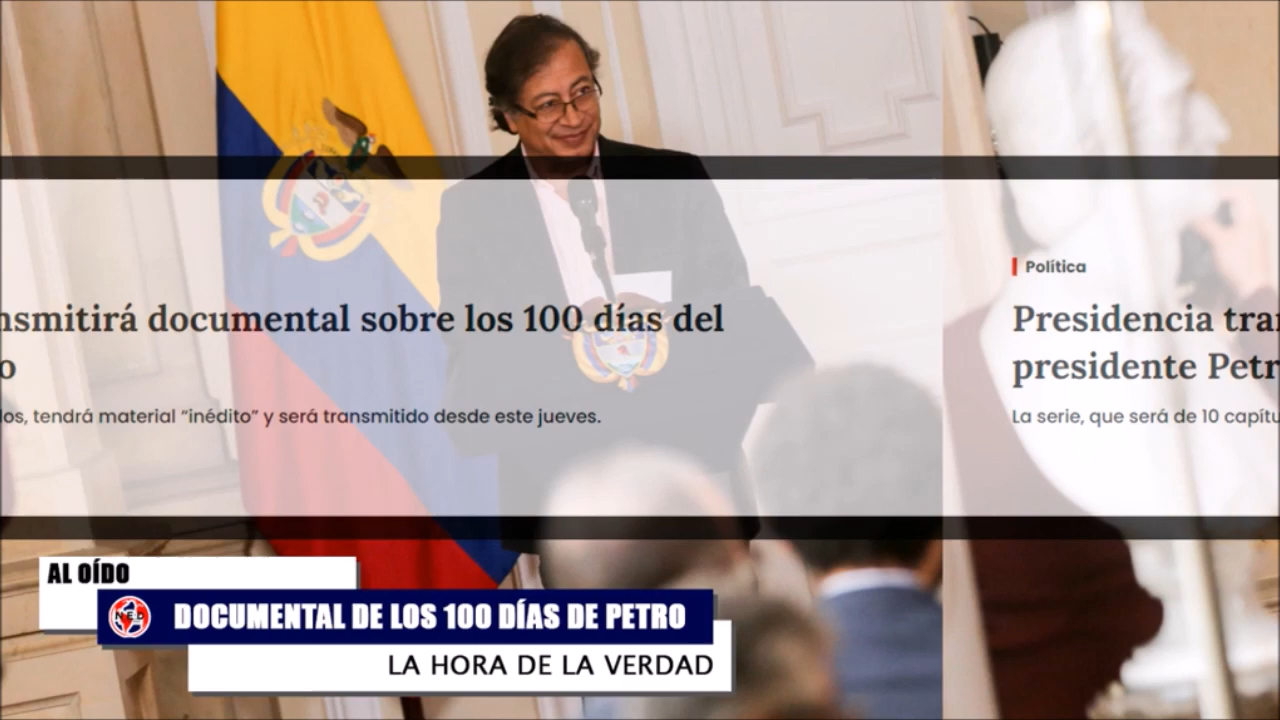 nsmitirá documental sobre los 100 días del
o
los, tendrá material “inédito” y será transmitido desde este jueves.
Política
Presidencia tra
presidente Petr
La serie, que será de 10 capítu
AL OÍDO
DOCUMENTAL DE LOS 100 DÍAS DE PETRO
LA HORA DE LA VERDAD